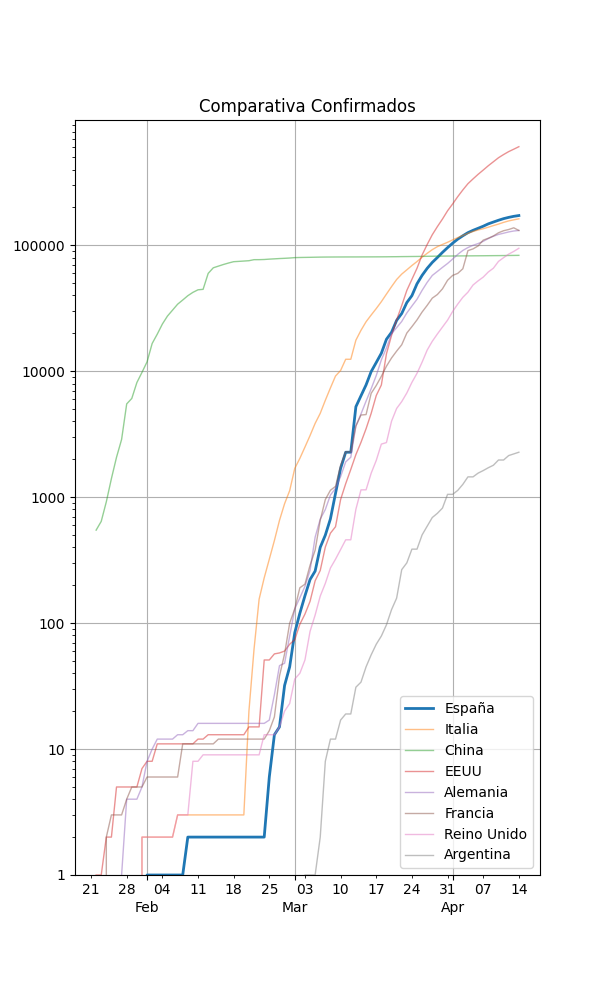 Comparativa Confirmados
100000
10000
1000
100
10
1
España
Italia
China
EEUU
Alemania
Francia
Reino Unido
Argentina
21 28 04 11 18 25 03 10 17 24 31 07 14
Feb Mar Apr